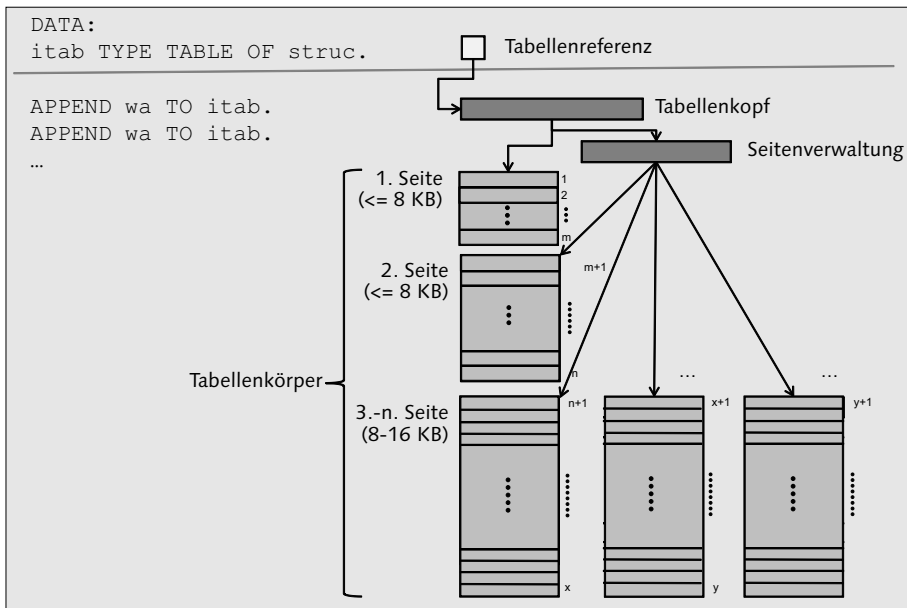 DATA:
itab TYPE TABLE OF struc.
Tabellenreferenz
APPEND wa TO itab.
APPEND wa TO itab.
…
Tabellenkopf
Seitenverwaltung
1. Seite
(<= 8 KB)
1
2
m
2. Seite
(<= 8 KB)
m+1
n
Tabellenkörper
3.-n. Seite
(8-16 KB)
…
…
n+1
x+1
y+1
x
y